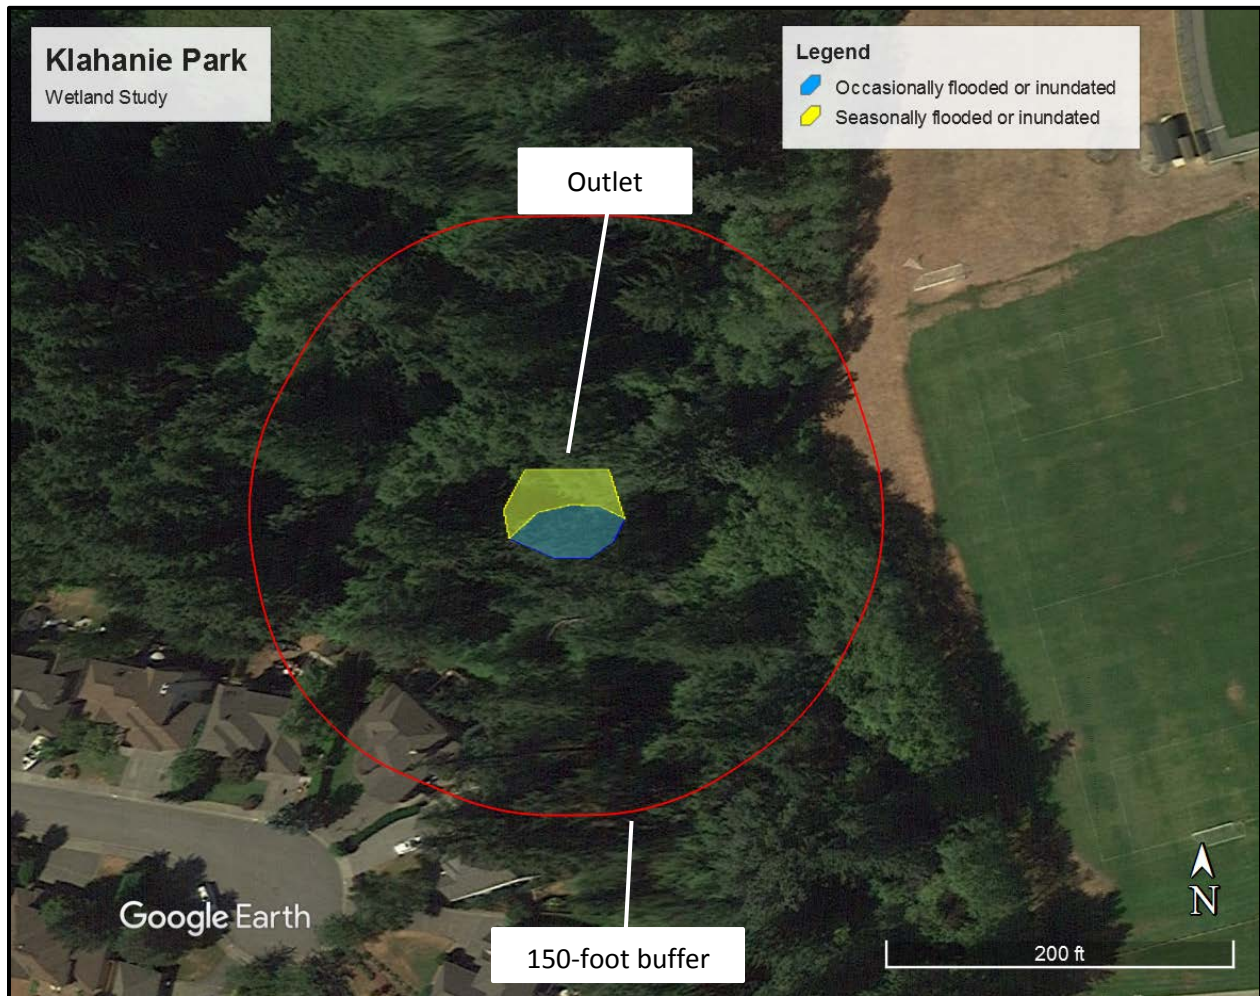 Klahanie Park
Wetland Study
Legend
Occasionally flooded or inundated
Seasonally flooded or inundated
Outlet
150-foot buffer
Google Earth
N
200 ft